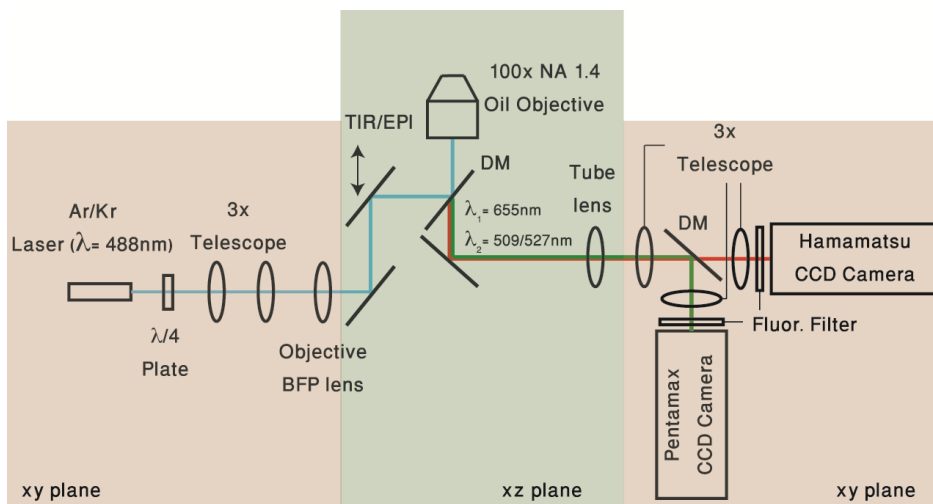 100x NA 1.4
Oil Objective
TIR/EPI
DM
3x
Telescope
Tube
lens
λ₁= 655nm
λ₂= 509/527nm
DM
Ar/Kr
Laser (λ= 488nm)
3x
Telescope
Hamamatsu
CCD Camera
λ/4
Plate
Objective
BFP lens
Fluor. Filter
Pentamax
CCD Camera
xy plane
xz plane
xy plane